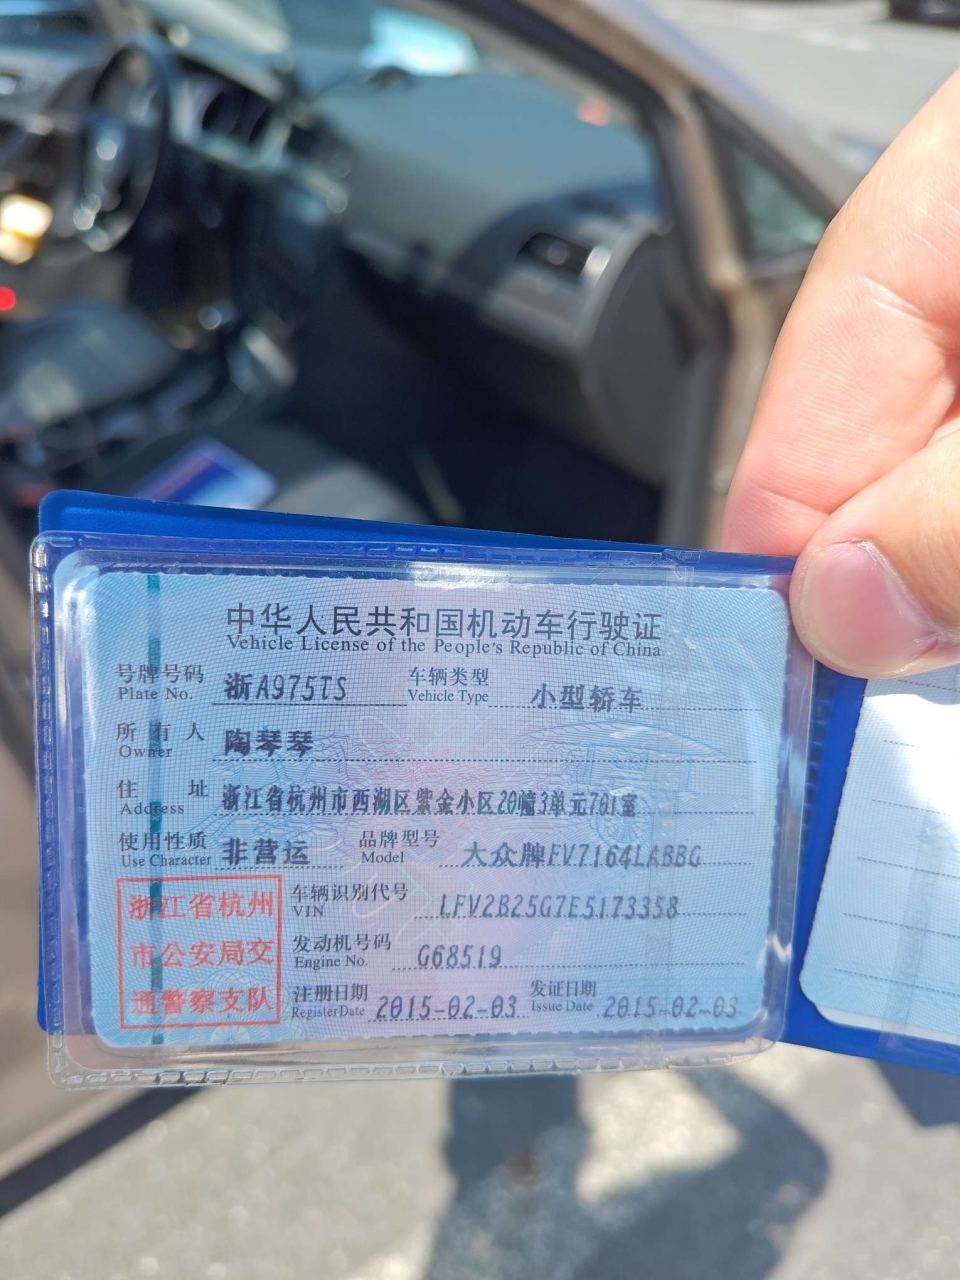 中华人民共和国机动车行驶证
Vehicle License of the People's Republic of China
号牌号码 浙A975TS 车辆类型 小型轿车
Plate No. Vehicle Type
所有人 陶琴琴
Owner
住址 浙江省杭州市西湖区紫金小区20幢3单元701室
Address
使用性质 非营运 品牌型号 大众牌FV7164LABBG
Use Character Model
浙江省杭州
市公安局交
通警察支队
车辆识别代号 LFV2B25G7E5173358
VIN
发动机号码 G68519
Engine No.
注册日期 2015-02-03 发证日期 2015-02-03
Register Date Issue Date